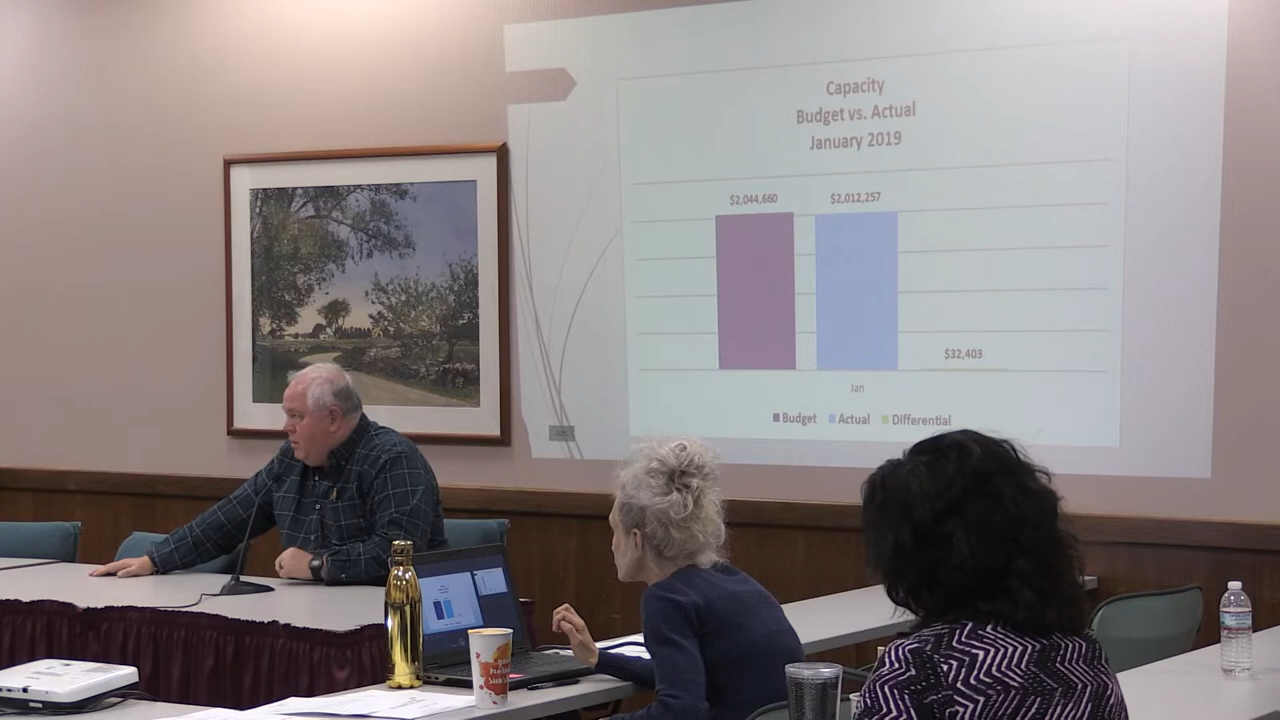 Capacity
Budget vs. Actual
January 2019
$2,044,660
$2,012,257
$32,403
Jan
Budget Actual Differential